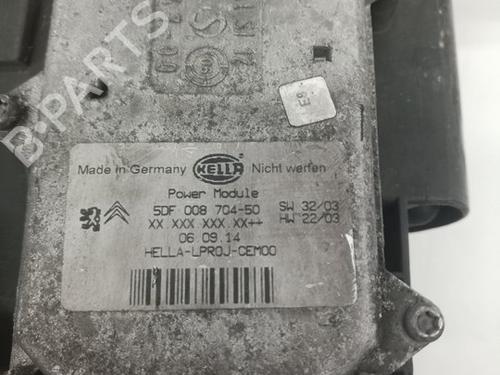 B-PARTS
E9
Made in Germany HELLA Nicht werfen
Power Module
5DF 008 704-50 SW 32/03
XX XXX XXX.XX++ HW 22/03
06.09.14
HELLA-LPROJ-CEM00